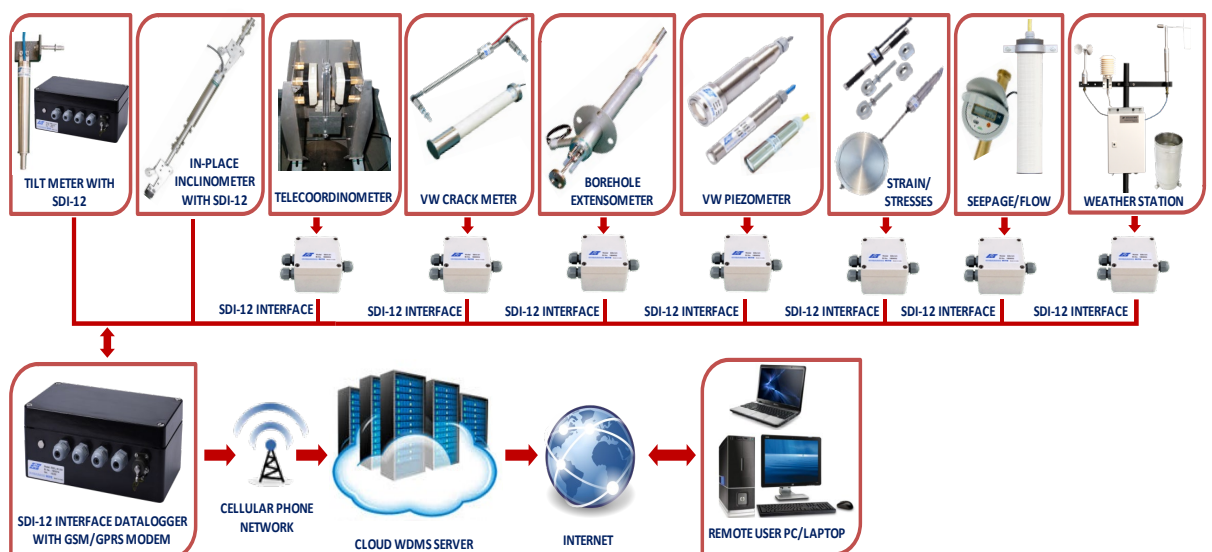 TILT METER WITH
SDI-12
IN-PLACE
INCLINOMETER
WITH SDI-12
TELECOORDINOMETER
VW CRACK METER
BOREHOLE
EXTENSOMETER
VW PIEZOMETER
STRAIN/
STRESSES
SEEPAGE/FLOW
WEATHER STATION
SDI-12 INTERFACE
SDI-12 INTERFACE
SDI-12 INTERFACE
SDI-12 INTERFACE
SDI-12 INTERFACE
SDI-12 INTERFACE
SDI-12 INTERFACE
SDI-12 INTERFACE DATALOGGER
WITH GSM/GPRS MODEM
CELLULAR PHONE
NETWORK
CLOUD WDMS SERVER
INTERNET
REMOTE USER PC/LAPTOP